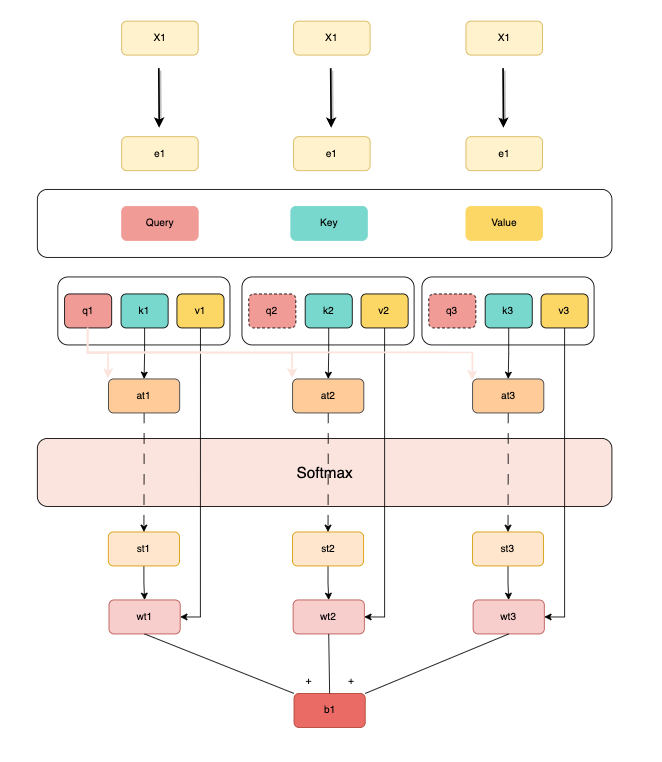 X1 X1 X1
e1 e1 e1
Query Key Value
q1 k1 v1 q2 k2 v2 q3 k3 v3
at1 at2 at3
Softmax
st1 st2 st3
wt1 wt2 wt3
+ +
b1